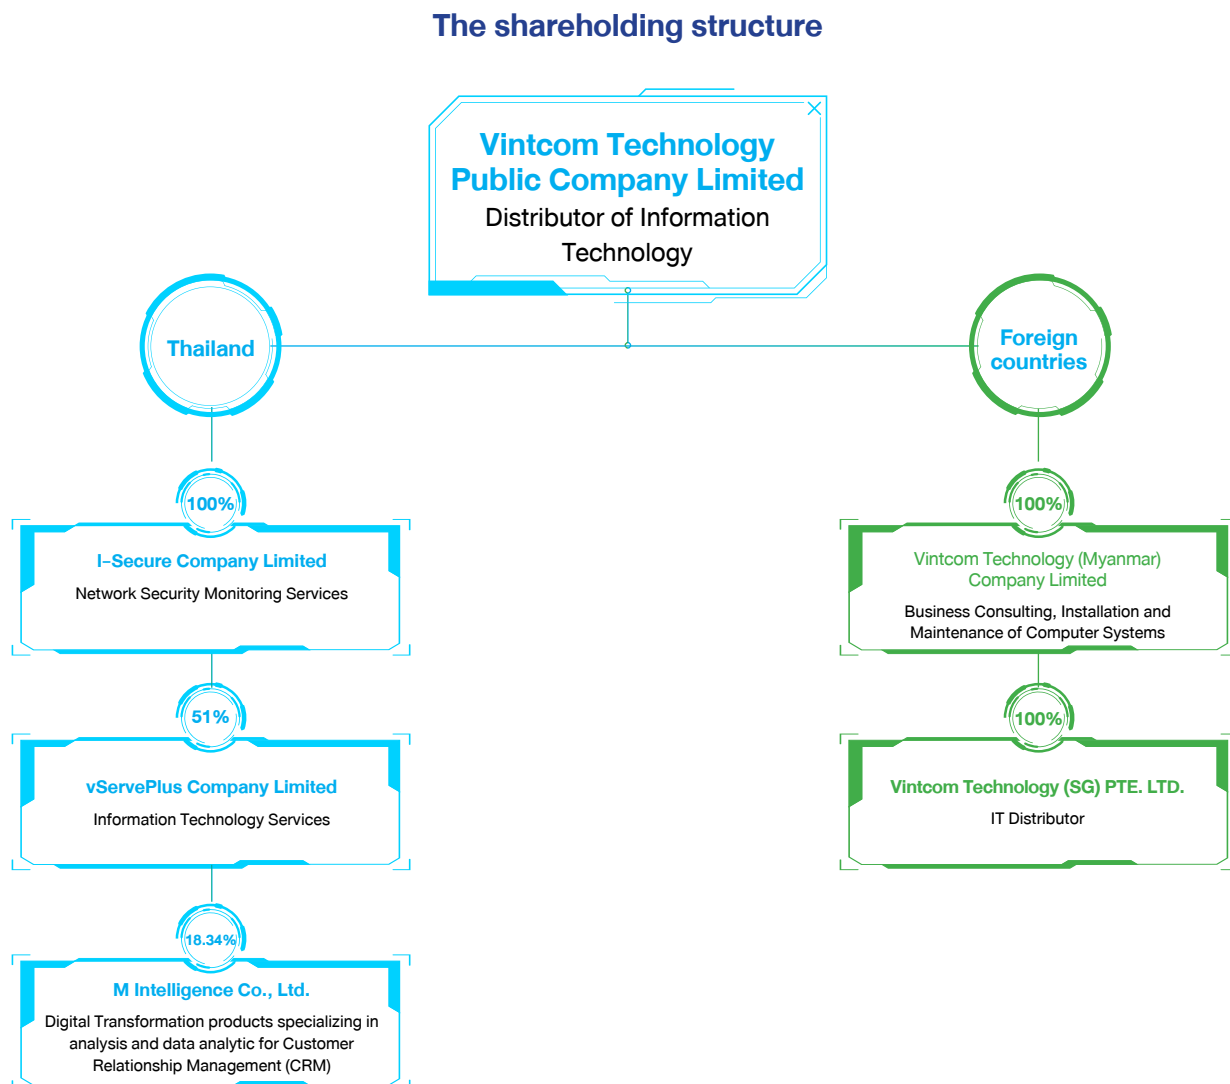 The shareholding structure
Vintcom Technology
Public Company Limited
Distributor of Information
Technology
Thailand
Foreign
countries
100%
I-Secure Company Limited
Network Security Monitoring Services
51%
vServePlus Company Limited
Information Technology Services
18.34%
M Intelligence Co., Ltd.
Digital Transformation products specializing in
analysis and data analytic for Customer
Relationship Management (CRM)
100%
Vintcom Technology (Myanmar)
Company Limited
Business Consulting, Installation and
Maintenance of Computer Systems
100%
Vintcom Technology (SG) PTE. LTD.
IT Distributor